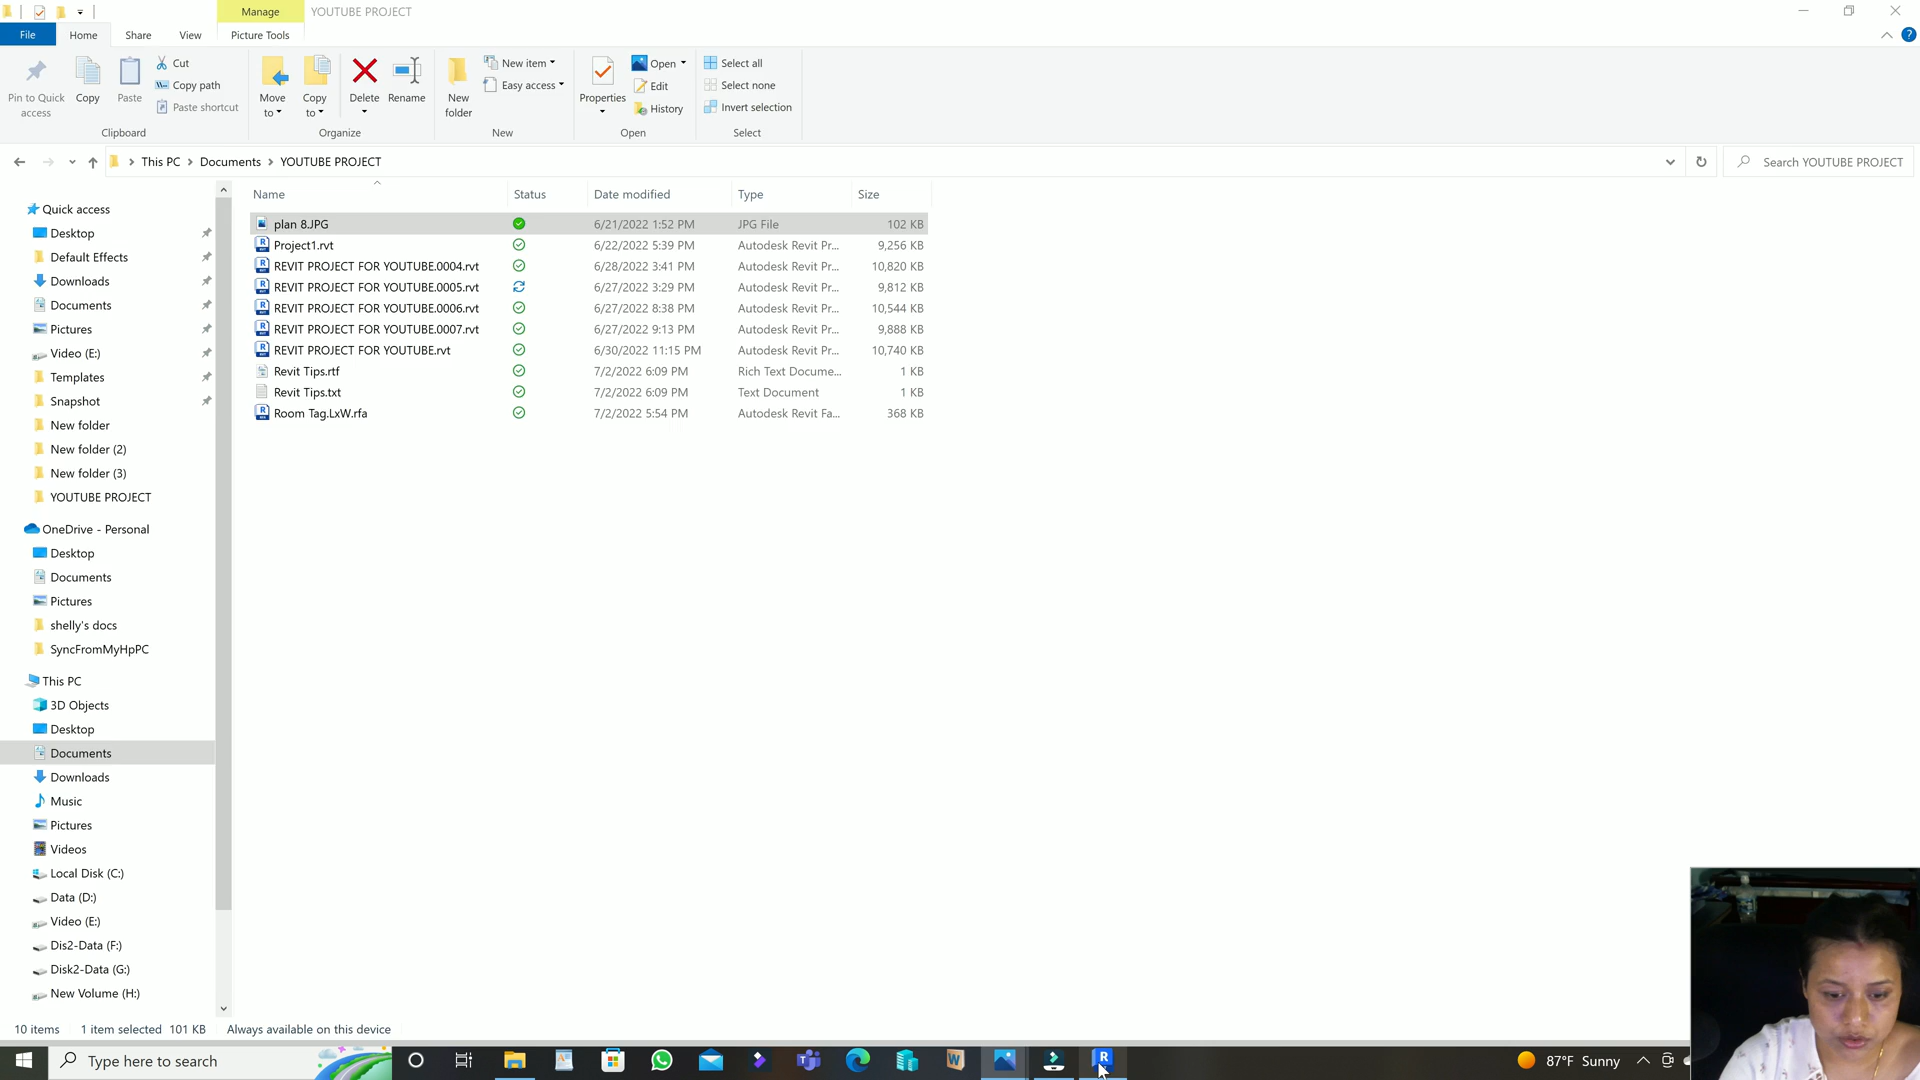 Manage YOUTUBE PROJECT
File Home Share View Picture Tools
Pin to Quick access
Copy
Paste
Cut
Copy path
Paste shortcut
Clipboard
Move to
Copy to
Delete
Rename
Organize
New folder
New item
Easy access
New
Properties
Open
Edit
History
Open
Select all
Select none
Invert selection
Select
This PC Documents YOUTUBE PROJECT Search YOUTUBE PROJECT
Name Status Date modified Type Size
plan 8.JPG 6/21/2022 1:52 PM JPG File 102 KB
Project1.rvt 6/22/2022 5:39 PM Autodesk Revit Pr... 9,256 KB
REVIT PROJECT FOR YOUTUBE.0004.rvt 6/28/2022 3:41 PM Autodesk Revit Pr... 10,820 KB
REVIT PROJECT FOR YOUTUBE.0005.rvt 6/27/2022 3:29 PM Autodesk Revit Pr... 9,812 KB
REVIT PROJECT FOR YOUTUBE.0006.rvt 6/27/2022 8:38 PM Autodesk Revit Pr... 10,544 KB
REVIT PROJECT FOR YOUTUBE.0007.rvt 6/27/2022 9:13 PM Autodesk Revit Pr... 9,888 KB
REVIT PROJECT FOR YOUTUBE.rvt 6/30/2022 11:15 PM Autodesk Revit Pr... 10,740 KB
Revit Tips.rtf 7/2/2022 6:09 PM Rich Text Docume... 1 KB
Revit Tips.txt 7/2/2022 6:09 PM Text Document 1 KB
Room Tag.LxW.rfa 7/2/2022 5:54 PM Autodesk Revit Fa... 368 KB
Quick access
Desktop
Default Effects
Downloads
Documents
Pictures
Video (E:)
Templates
Snapshot
New folder
New folder (2)
New folder (3)
YOUTUBE PROJECT
OneDrive - Personal
Desktop
Documents
Pictures
shelly's docs
SyncFromMyHpPC
This PC
3D Objects
Desktop
Documents
Downloads
Music
Pictures
Videos
Local Disk (C:)
Data (D:)
Video (E:)
Dis2-Data (F:)
Disk2-Data (G:)
New Volume (H:)
10 items 1 item selected 101 KB Always available on this device
Type here to search 87°F Sunny